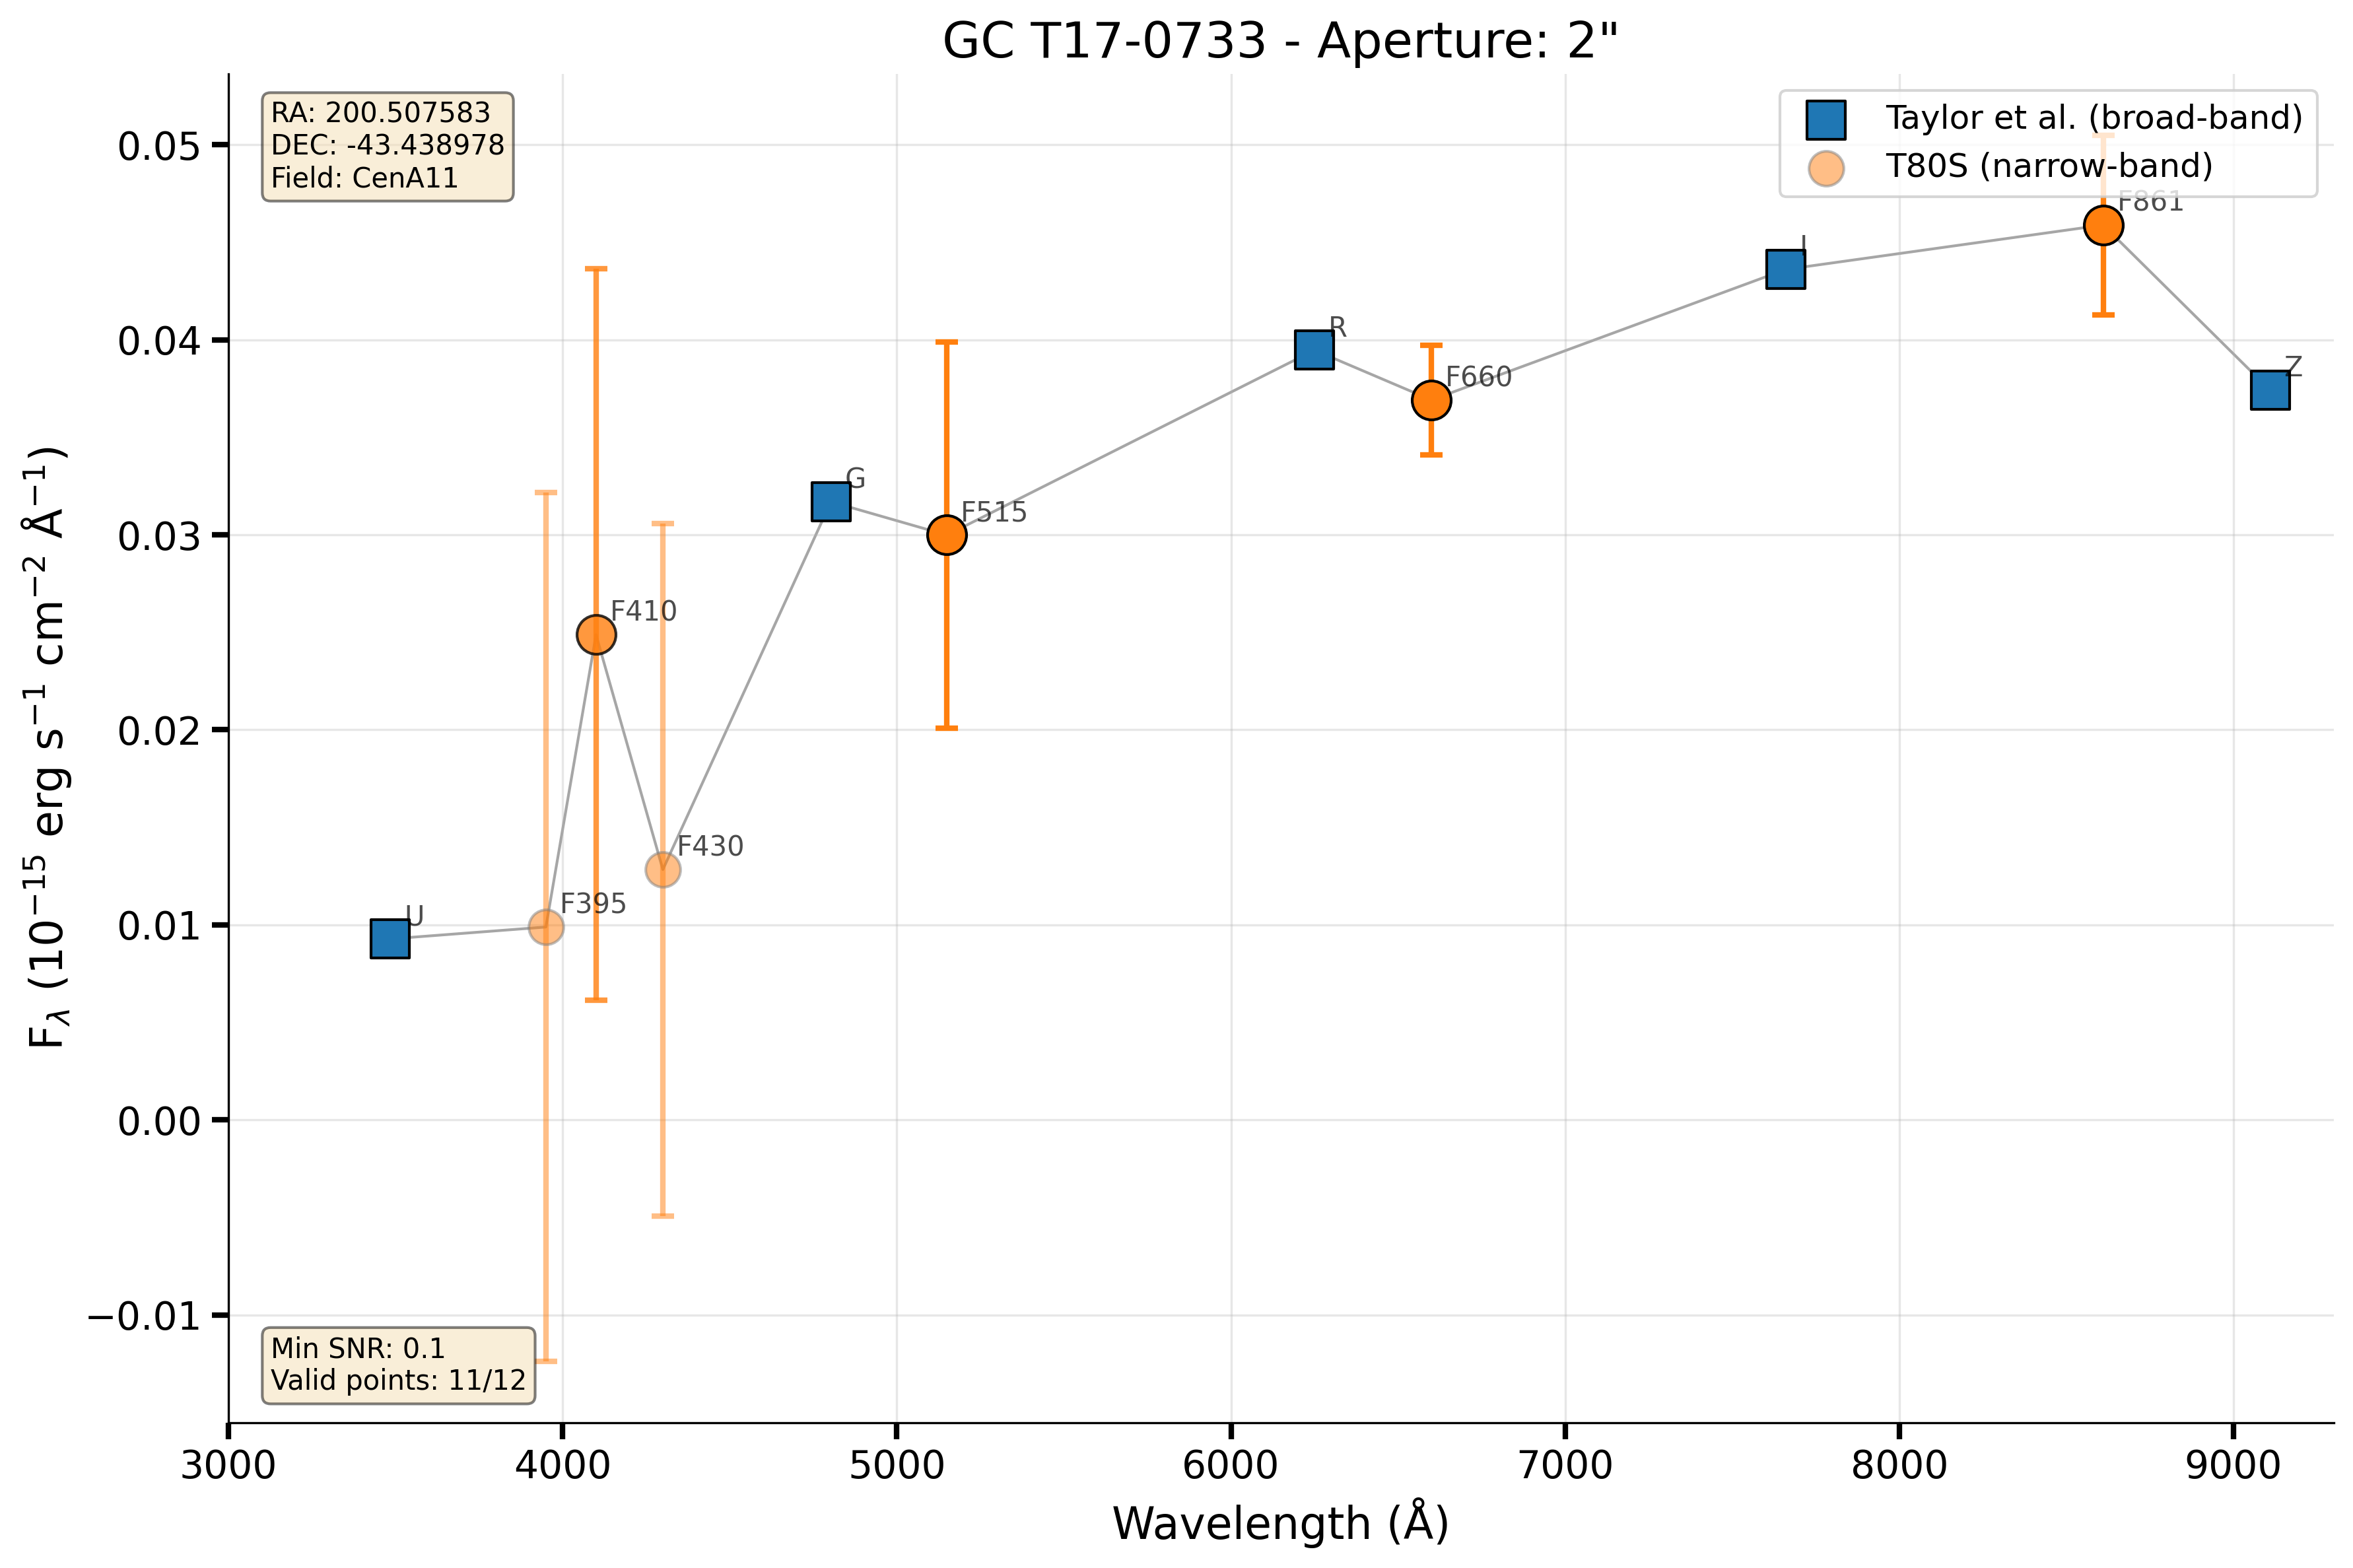 GC T17-0733 - Aperture: 2"
RA: 200.507583
DEC: -43.438978
Field: CenA11
Taylor et al. (broad-band)
T80S (narrow-band)
F861
I
Z
R
F660
G
F515
F410
F430
F395
U
0.05
0.04
0.03
0.02
0.01
0.00
−0.01
Fλ (10⁻¹⁵ erg s⁻¹ cm⁻² Å⁻¹)
Min SNR: 0.1
Valid points: 11/12
3000 4000 5000 6000 7000 8000 9000
Wavelength (Å)